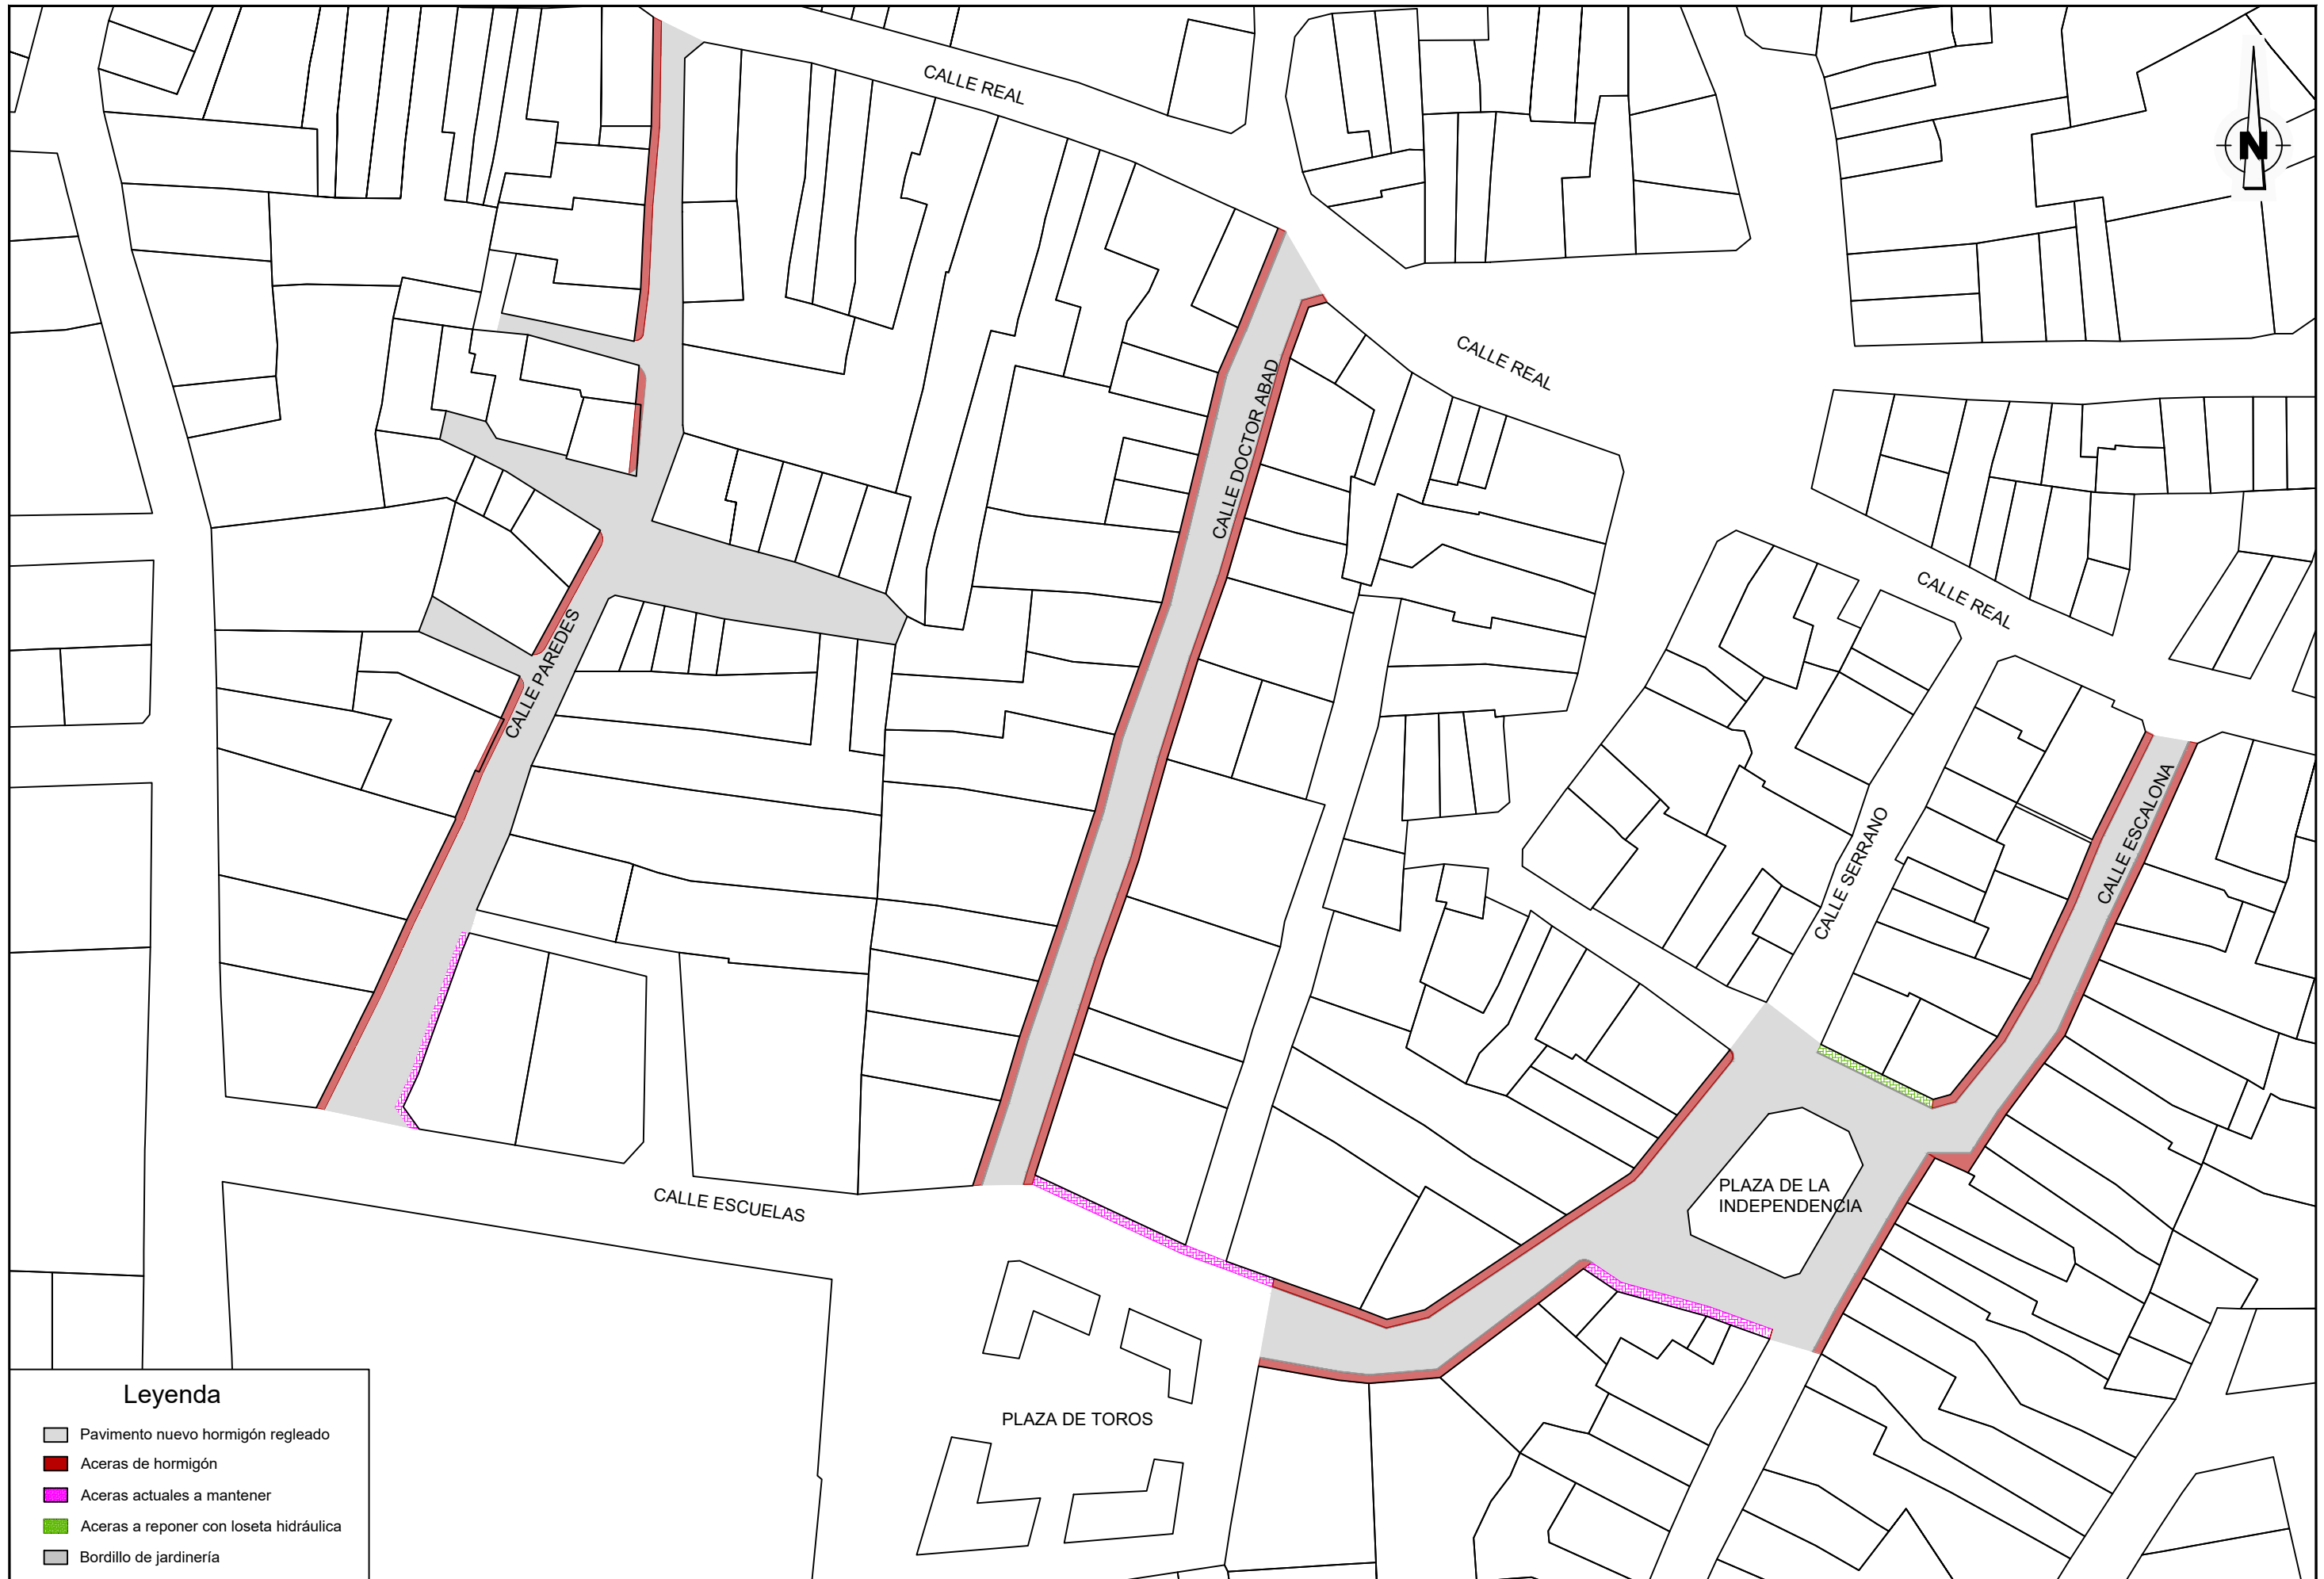 CALLE REAL
N
CALLE REAL
CALLE DOCTOR ABAD
CALLE REAL
CALLE PAREDES
CALLE SERRANO
CALLE ESCALONA
CALLE ESCUELAS
PLAZA DE LA
INDEPENDENCIA
PLAZA DE TOROS
Leyenda
Pavimento nuevo hormigón regleado
Aceras de hormigón
Aceras actuales a mantener
Aceras a reponer con loseta hidráulica
Bordillo de jardinería